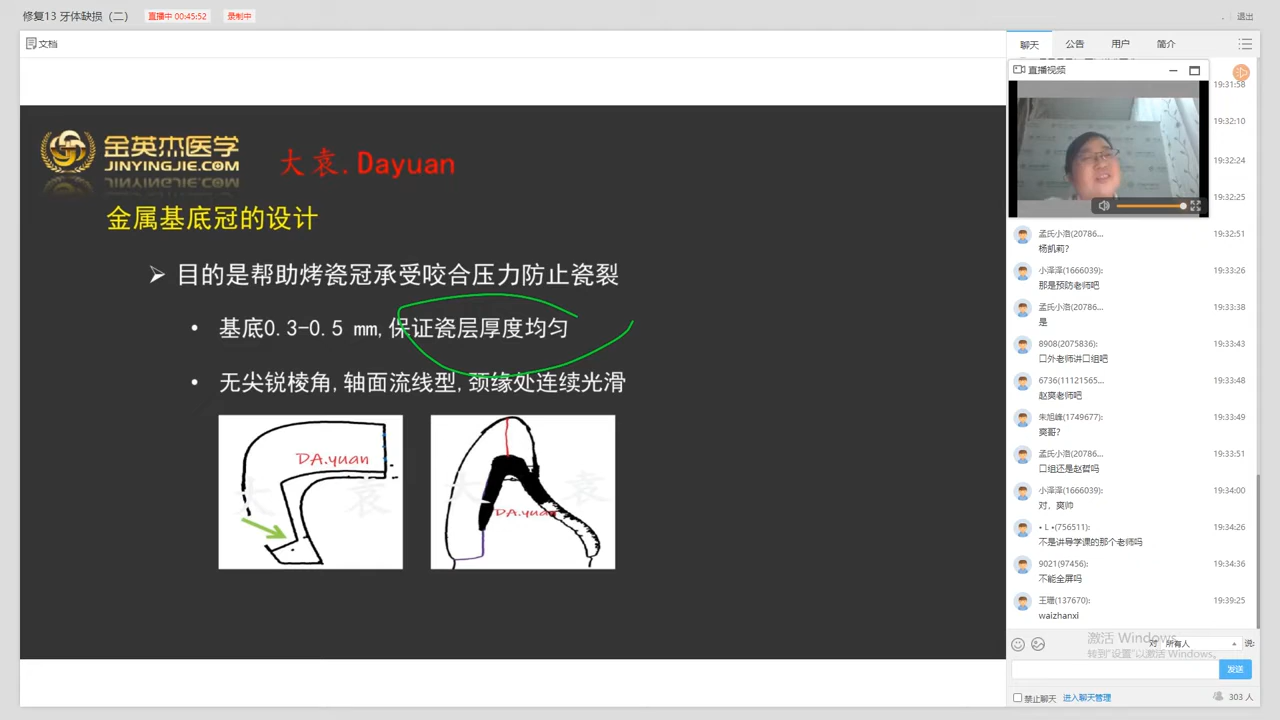 修复13 牙体缺损（二）
直播中 00:45:52
录制中
退出
文档
聊天
公告
用户
简介
直播视频
金英杰医学
JINYINGJIE.COM
大袁.Dayuan
金属基底冠的设计
目的是帮助烤瓷冠承受咬合压力防止瓷裂
• 基底0.3-0.5 mm,保证瓷层厚度均匀
• 无尖锐棱角,轴面流线型,颈缘处连续光滑
DA.yuan
DA.yuan
大 袁
大 袁
19:31:58
19:32:10
19:32:24
19:32:25
孟氏小洛(20786... 19:32:51
杨凯莉?
小泽泽(1666039): 19:33:26
那是预防老师吧
孟氏小洛(20786... 19:33:38
是
8908(2075836): 19:33:43
口外老师讲口组吧
6736(11121565... 19:33:48
赵爽老师吧
朱旭峰(1749677): 19:33:49
爽哥?
孟氏小洛(20786... 19:33:51
口组还是赵哲吗
小泽泽(1666039): 19:34:00
对，爽帅
• L •(756511): 19:34:26
不是讲导学课的那个老师吗
9021(97456): 19:34:36
不能全屏吗
王珊(137670): 19:39:25
waizhanxi
激活 Windows
转到"设置"以激活 Windows。
对 所有人 说:
发送
禁止聊天 进入聊天管理 303 人